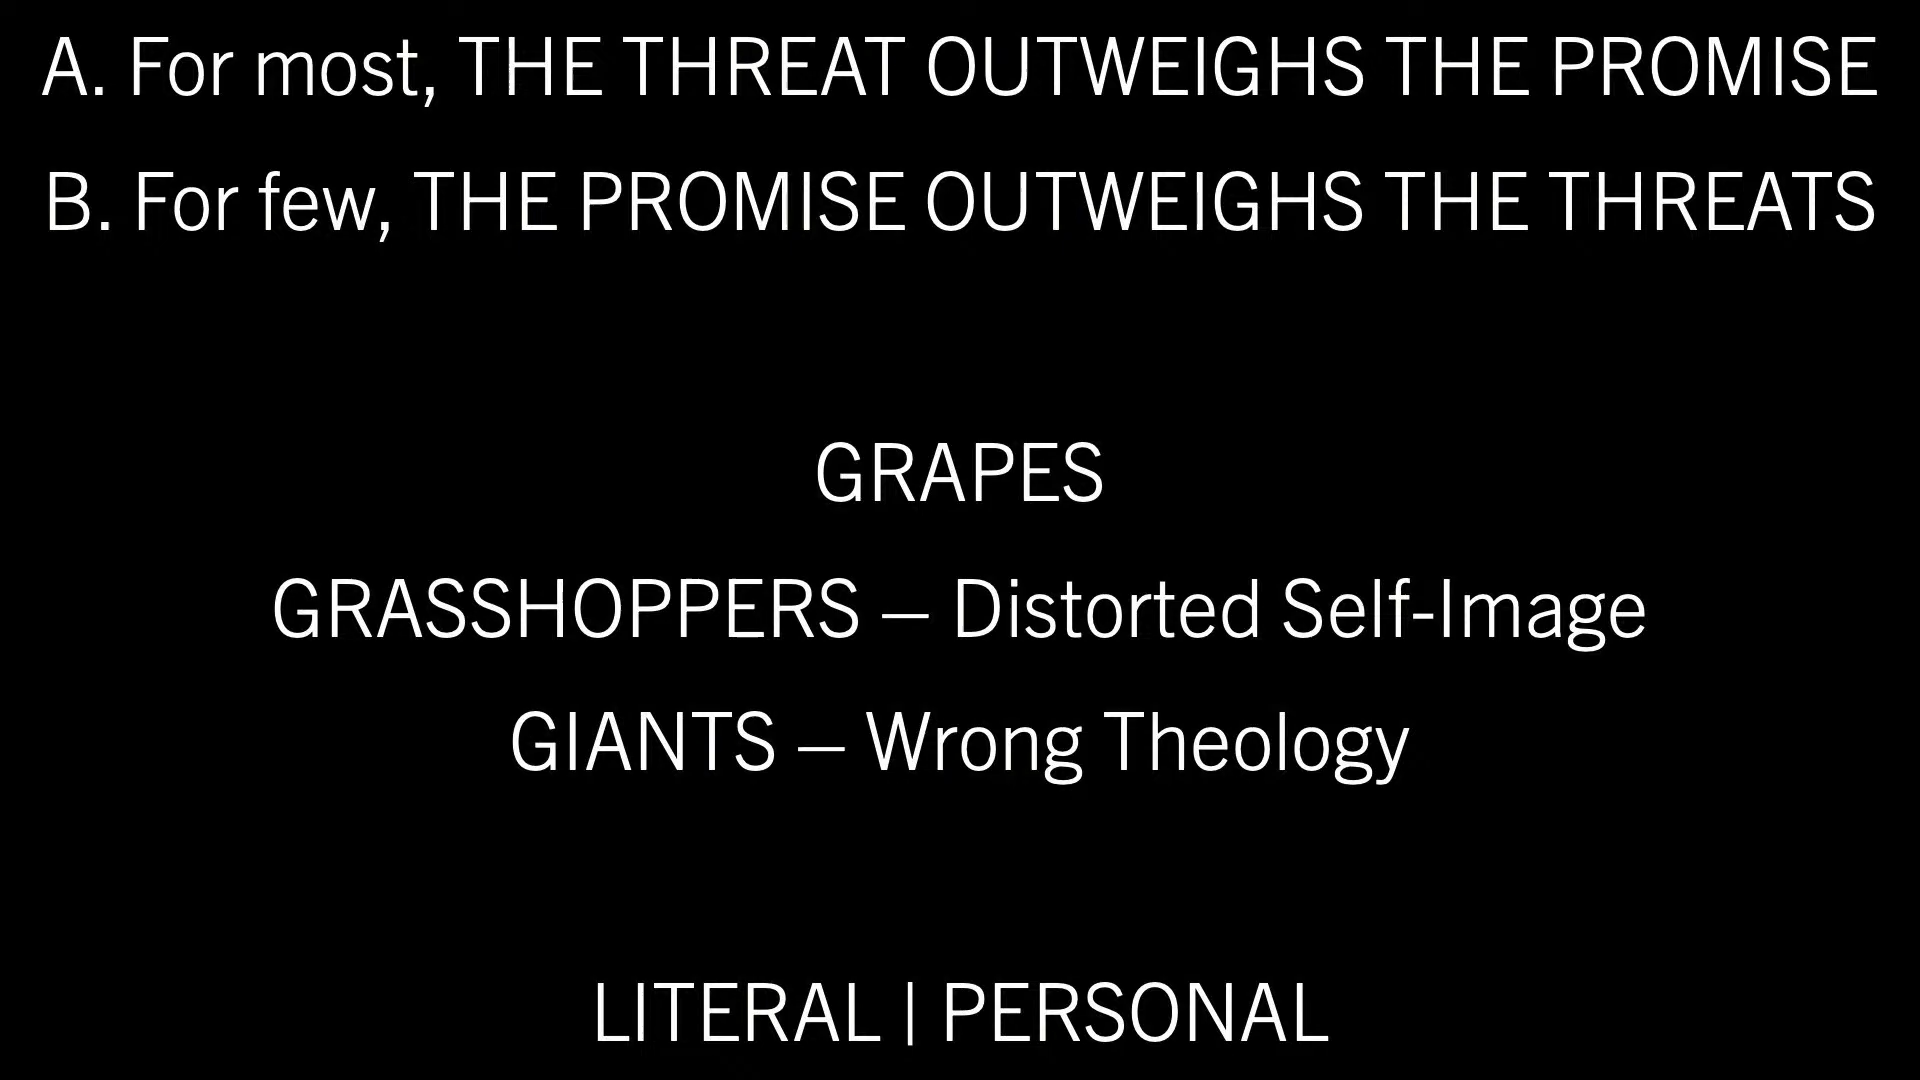 A. For most, THE THREAT OUTWEIGHS THE PROMISE
B. For few, THE PROMISE OUTWEIGHS THE THREATS
GRAPES
GRASSHOPPERS – Distorted Self-Image
GIANTS – Wrong Theology
LITERAL | PERSONAL